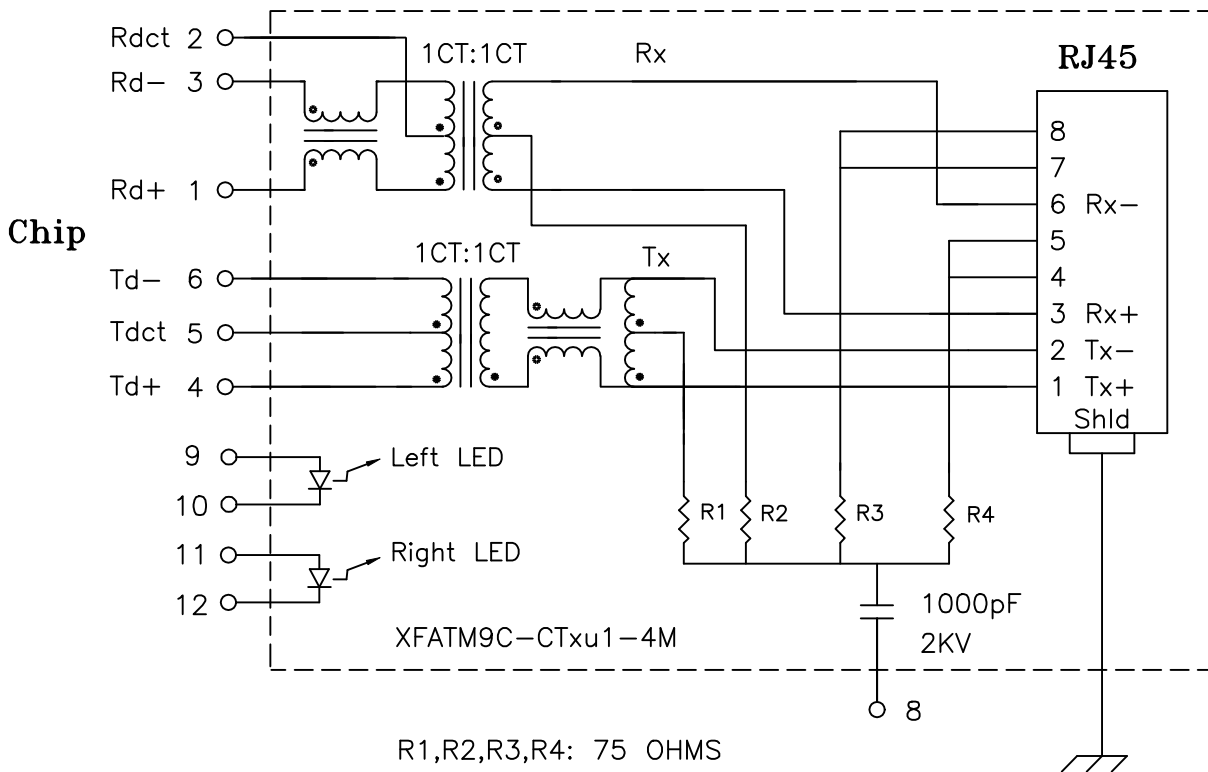 Rdct 2
1CT:1CT
Rx
RJ45
Rd- 3
8
7
Rd+ 1
6 Rx-
Chip
5
1CT:1CT
Tx
Td- 6
4
3 Rx+
Tdct 5
2 Tx-
Td+ 4
1 Tx+
Shld
9
Left LED
10
R1
R2
R3
R4
11
Right LED
12
1000pF
2KV
XFATM9C-CTxu1-4M
8
R1,R2,R3,R4: 75 OHMS